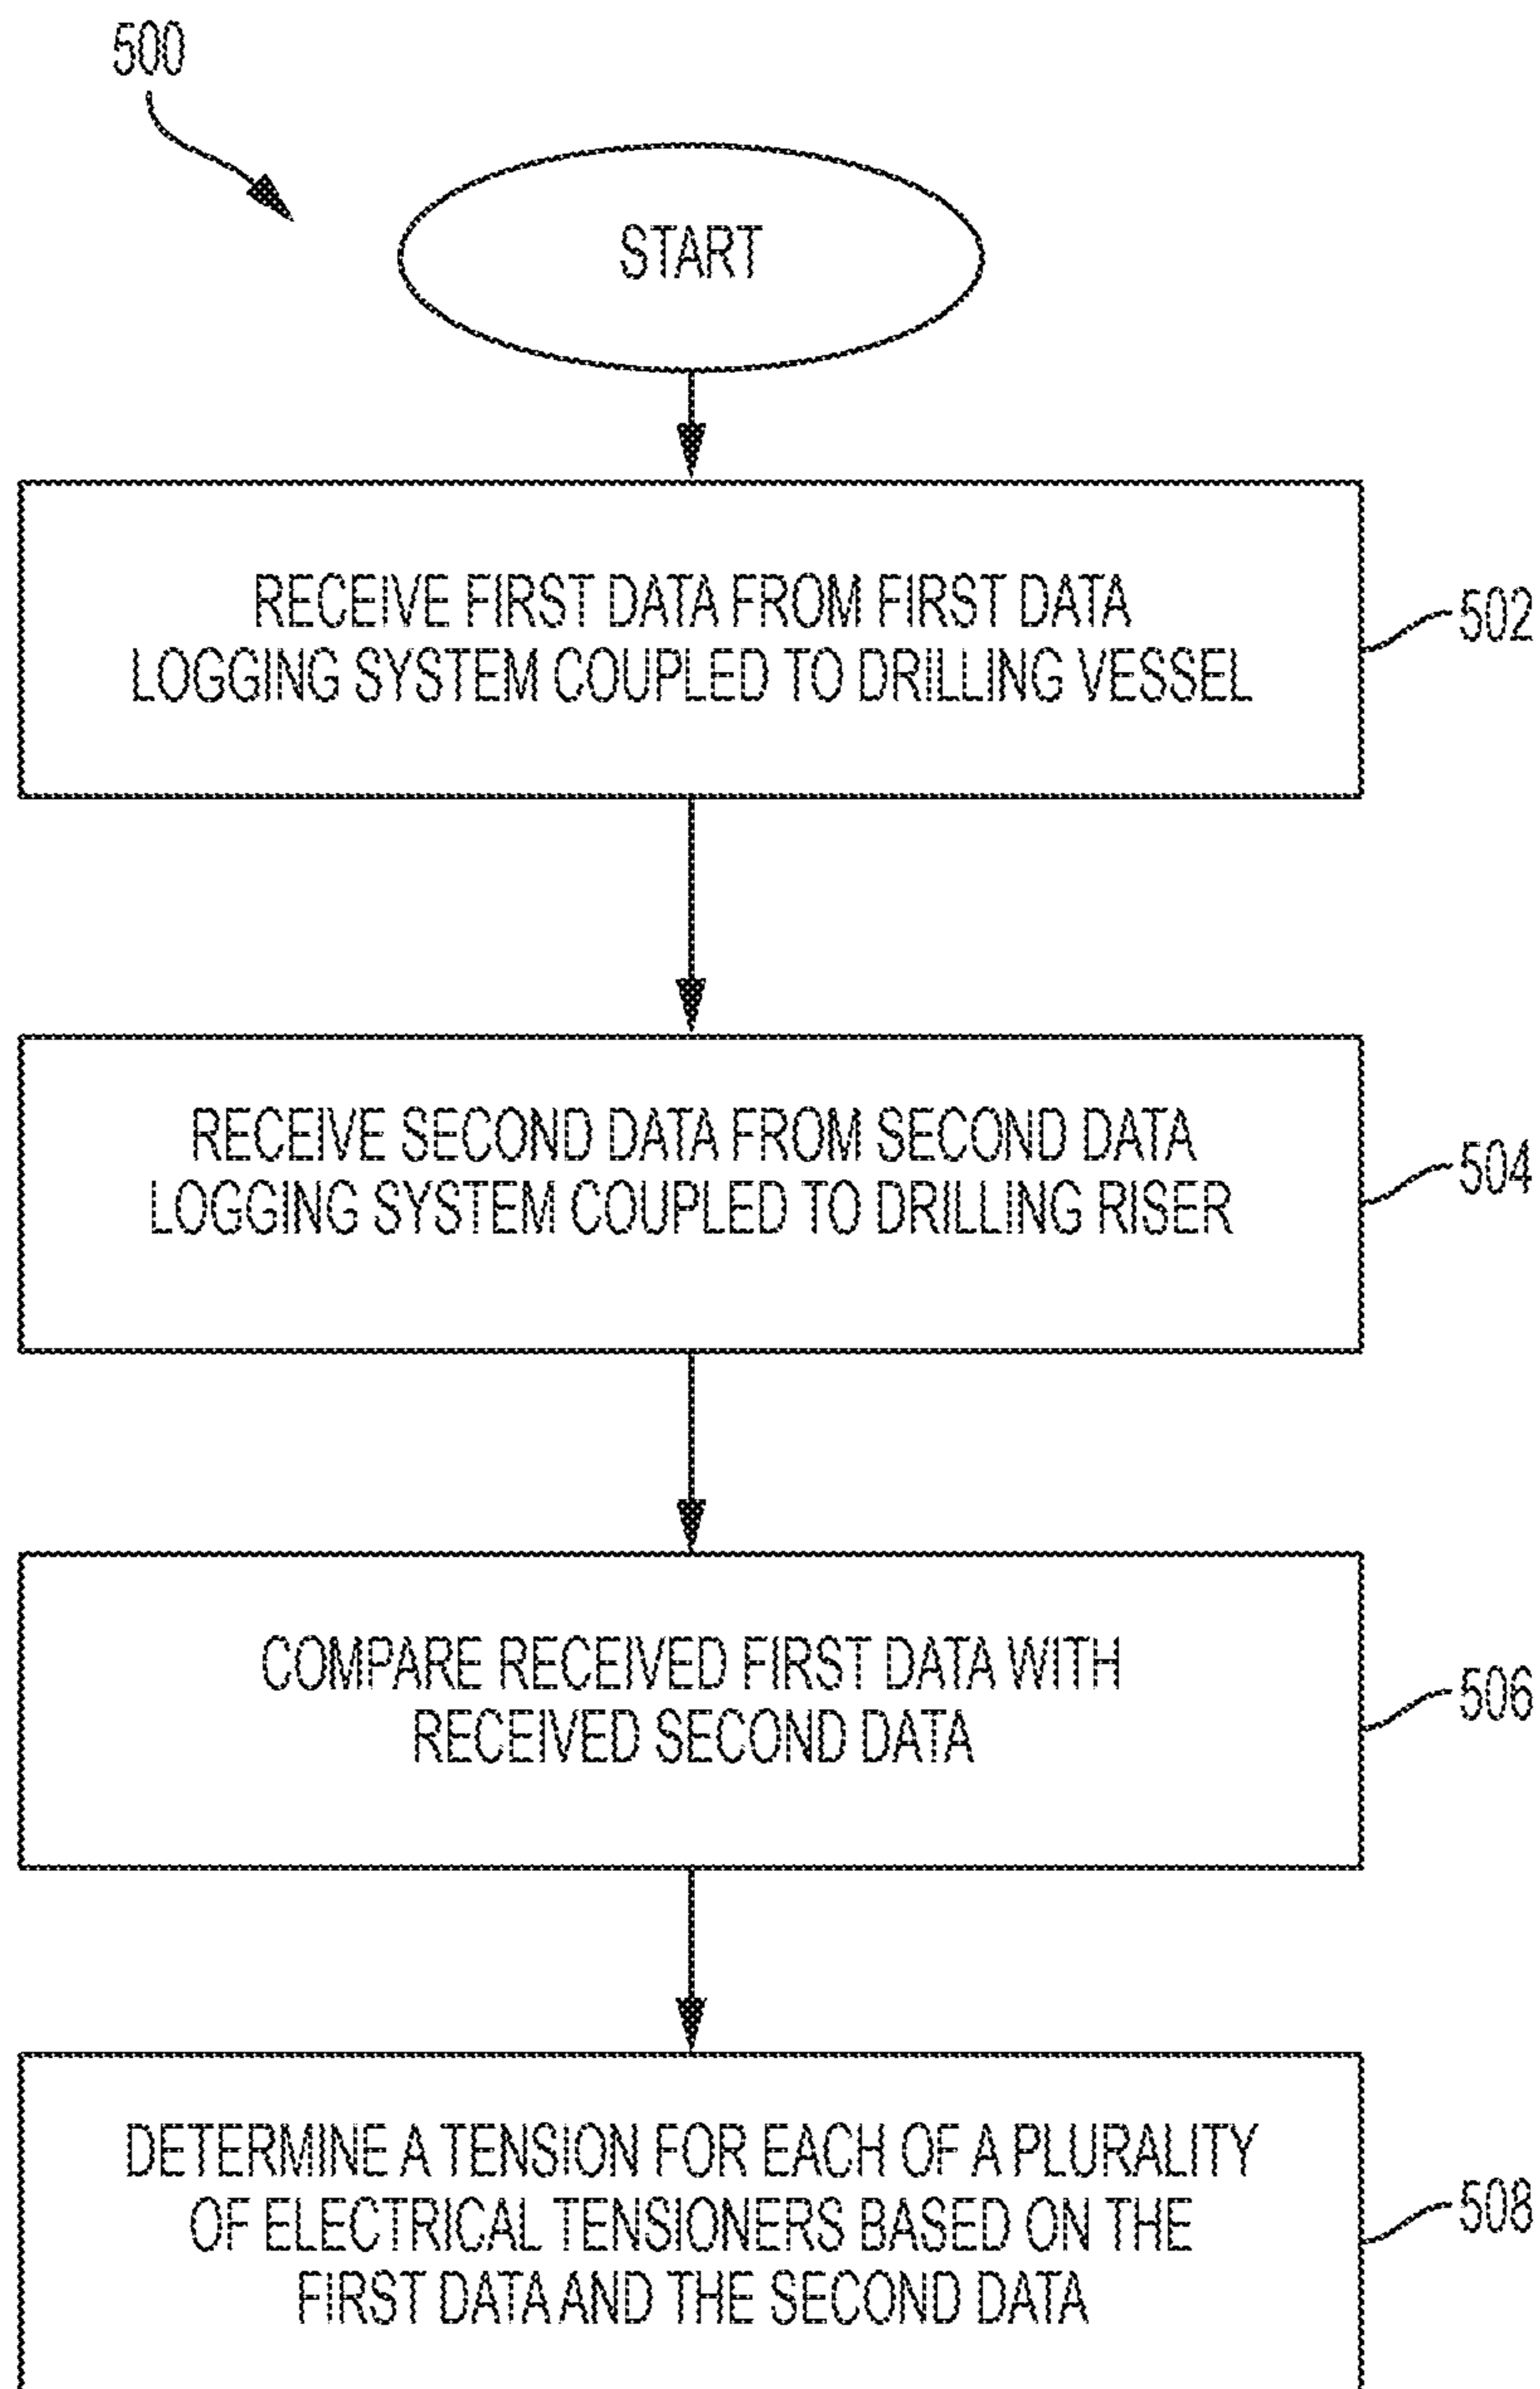 500
START
RECEIVE FIRST DATA FROM FIRST DATA
LOGGING SYSTEM COUPLED TO DRILLING VESSEL
502
RECEIVE SECOND DATA FROM SECOND DATA
LOGGING SYSTEM COUPLED TO DRILLING RISER
504
COMPARE RECEIVED FIRST DATA WITH
RECEIVED SECOND DATA
506
DETERMINE A TENSION FOR EACH OF A PLURALITY
OF ELECTRICAL TENSIONERS BASED ON THE
FIRST DATA AND THE SECOND DATA
508